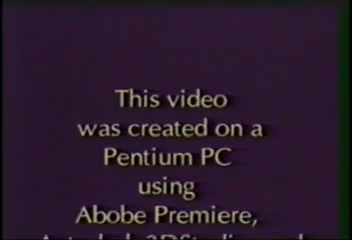 This video
was created on a
Pentium PC
using
Abobe Premiere,